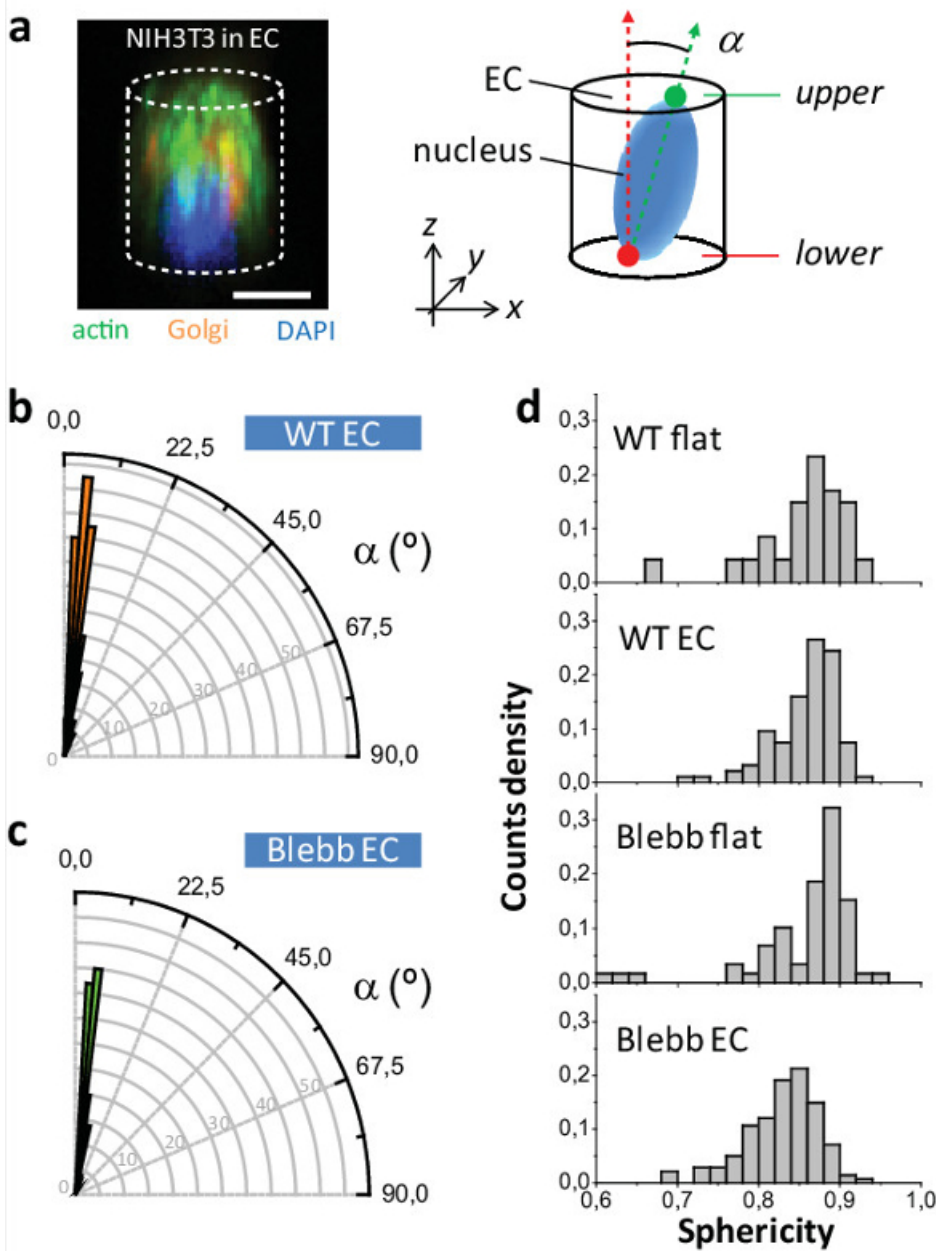 a
NIH3T3 in EC
actin Golgi DAPI
α
EC
upper
nucleus
lower
z
y
x
b
WT EC
0,0
22,5
45,0
α (º)
67,5
90,0
0 10 20 30 40 50
c
Blebb EC
0,0
22,5
45,0
α (º)
67,5
90,0
0 10 20 30 40 50
d
Counts density
WT flat
0,3
0,2
0,1
0,0
WT EC
0,3
0,2
0,1
0,0
Blebb flat
0,3
0,2
0,1
0,0
Blebb EC
0,3
0,2
0,1
0,0
0,6 0,7 0,8 0,9 1,0
Sphericity